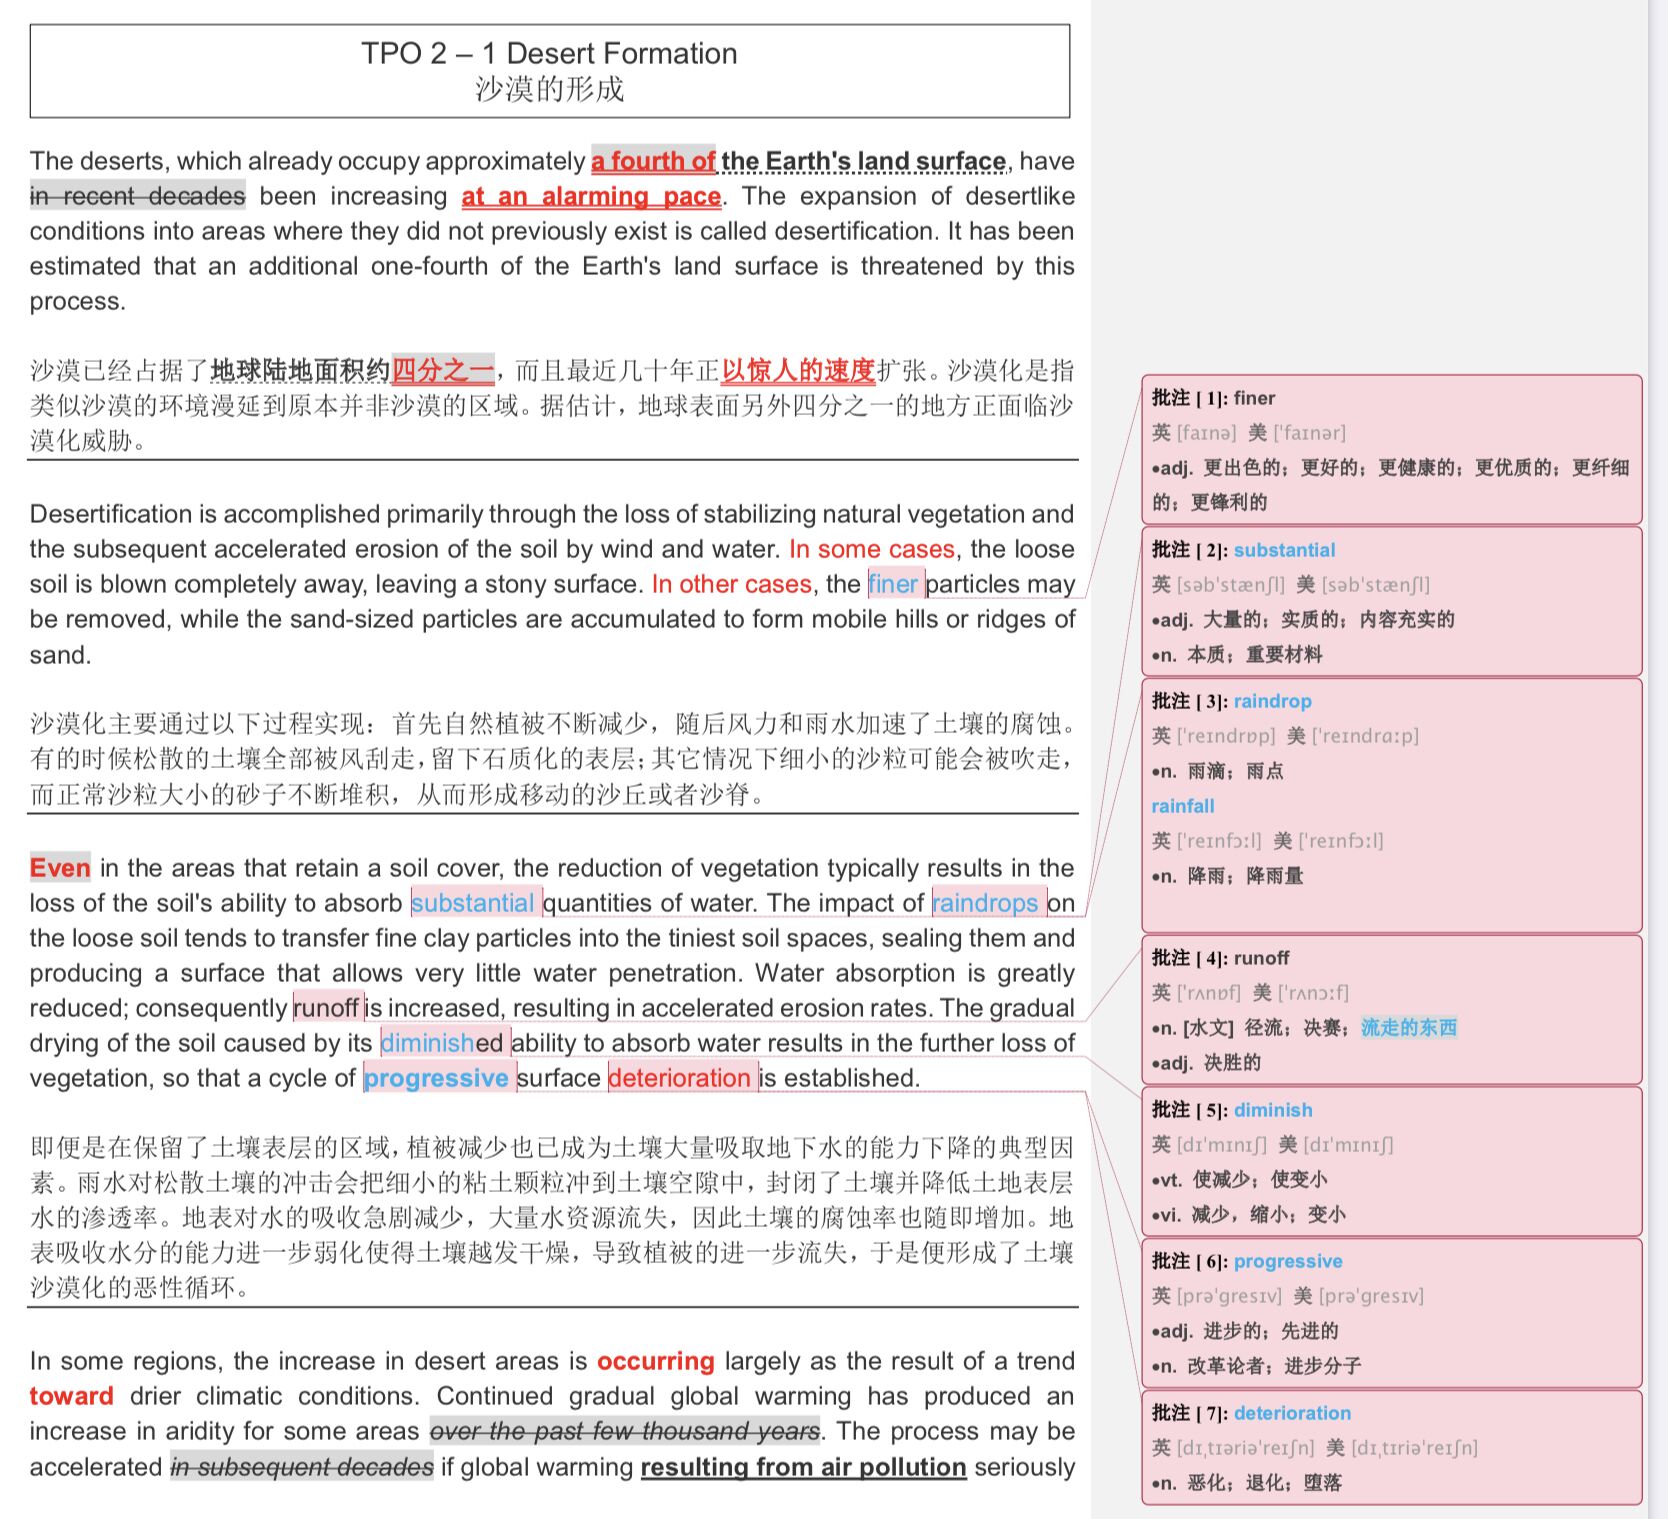 TPO 2 – 1 Desert Formation
沙漠的形成
The deserts, which already occupy approximately a fourth of the Earth's land surface, have
in recent decades been increasing at an alarming pace. The expansion of desertlike
conditions into areas where they did not previously exist is called desertification. It has been
estimated that an additional one-fourth of the Earth's land surface is threatened by this
process.
沙漠已经占据了地球陆地面积约四分之一，而且最近几十年正以惊人的速度扩张。沙漠化是指
类似沙漠的环境漫延到原本并非沙漠的区域。据估计，地球表面另外四分之一的地方正面临沙
漠化威胁。
Desertification is accomplished primarily through the loss of stabilizing natural vegetation and
the subsequent accelerated erosion of the soil by wind and water. In some cases, the loose
soil is blown completely away, leaving a stony surface. In other cases, the finer particles may
be removed, while the sand-sized particles are accumulated to form mobile hills or ridges of
sand.
沙漠化主要通过以下过程实现：首先自然植被不断减少，随后风力和雨水加速了土壤的腐蚀。
有的时候松散的土壤全部被风刮走，留下石质化的表层；其它情况下细小的沙粒可能会被吹走，
而正常沙粒大小的砂子不断堆积，从而形成移动的沙丘或者沙脊。
Even in the areas that retain a soil cover, the reduction of vegetation typically results in the
loss of the soil's ability to absorb substantial quantities of water. The impact of raindrops on
the loose soil tends to transfer fine clay particles into the tiniest soil spaces, sealing them and
producing a surface that allows very little water penetration. Water absorption is greatly
reduced; consequently runoff is increased, resulting in accelerated erosion rates. The gradual
drying of the soil caused by its diminished ability to absorb water results in the further loss of
vegetation, so that a cycle of progressive surface deterioration is established.
即便是在保留了土壤表层的区域，植被减少也已成为土壤大量吸取地下水的能力下降的典型因
素。雨水对松散土壤的冲击会把细小的粘土颗粒冲到土壤空隙中，封闭了土壤并降低土地表层
水的渗透率。地表对水的吸收急剧减少，大量水资源流失，因此土壤的腐蚀率也随即增加。地
表吸收水分的能力进一步弱化使得土壤越发干燥，导致植被的进一步流失，于是便形成了土壤
沙漠化的恶性循环。
In some regions, the increase in desert areas is occurring largely as the result of a trend
toward drier climatic conditions. Continued gradual global warming has produced an
increase in aridity for some areas over the past few thousand years. The process may be
accelerated in subsequent decades if global warming resulting from air pollution seriously
批注 [ 1]: finer
英 [faɪnə] 美 ['faɪnər]
•adj. 更出色的；更好的；更健康的；更优质的；更纤细
的；更锋利的
批注 [ 2]: substantial
英 [səb'stænʃl] 美 [səb'stænʃl]
•adj. 大量的；实质的；内容充实的
•n. 本质；重要材料
批注 [ 3]: raindrop
英 ['reɪndrɒp] 美 ['reɪndrɑːp]
•n. 雨滴；雨点
rainfall
英 ['reɪnfɔːl] 美 ['reɪnfɔːl]
•n. 降雨；降雨量
批注 [ 4]: runoff
英 ['rʌnɒf] 美 ['rʌnɔːf]
•n. [水文] 径流；决赛；流走的东西
•adj. 决胜的
批注 [ 5]: diminish
英 [dɪ'mɪnɪʃ] 美 [dɪ'mɪnɪʃ]
•vt. 使减少；使变小
•vi. 减少，缩小；变小
批注 [ 6]: progressive
英 [prə'gresɪv] 美 [prə'gresɪv]
•adj. 进步的；先进的
•n. 改革论者；进步分子
批注 [ 7]: deterioration
英 [dɪˌtɪəriə'reɪʃn] 美 [dɪˌtɪriə'reɪʃn]
•n. 恶化；退化；堕落